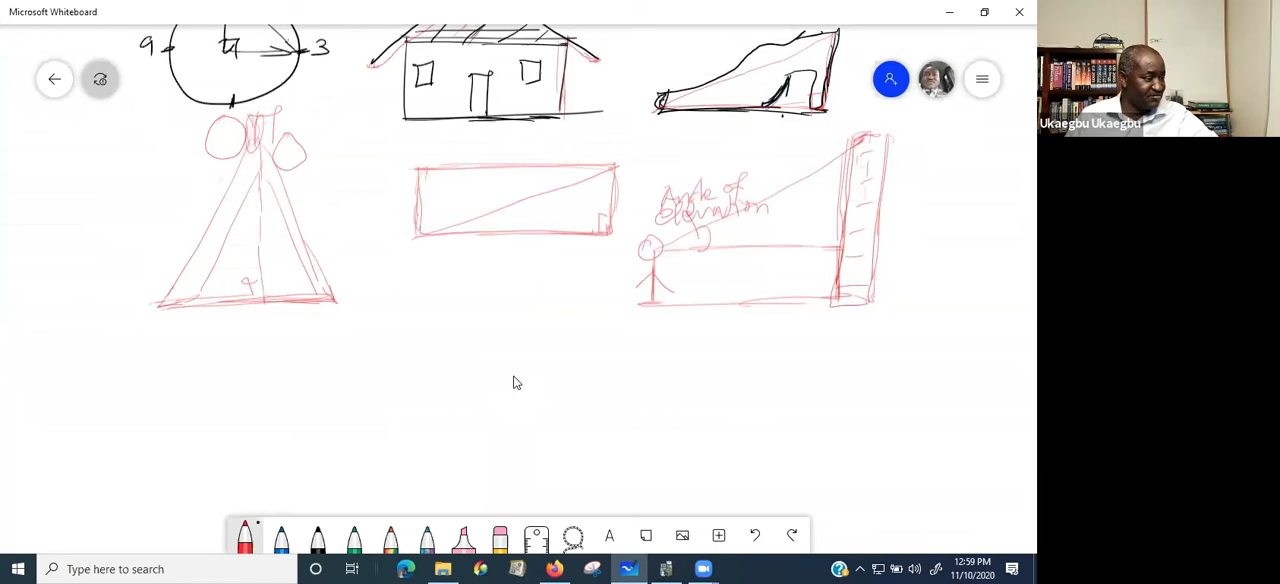 Microsoft Whiteboard
9
3
Ukaegbu Ukaegbu
Angle of
elevation
A
Type here to search
12:59 PM
11/10/2020